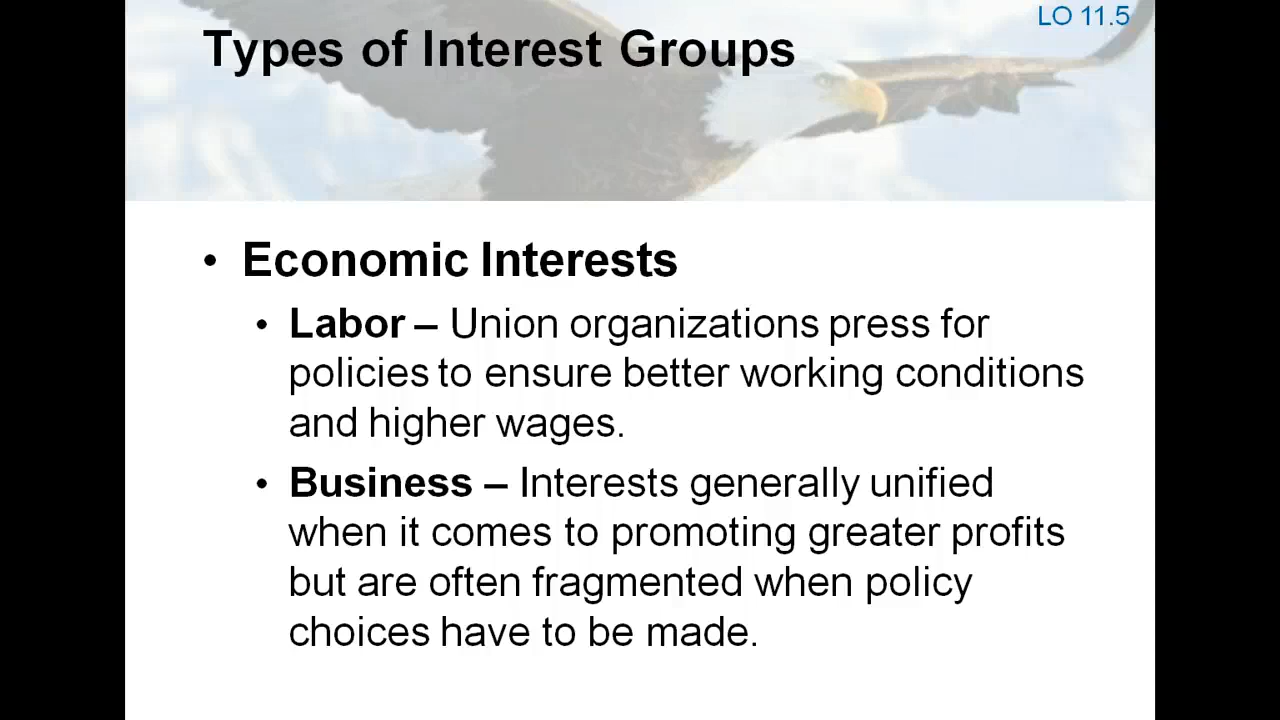 LO 11.5
Types of Interest Groups
• Economic Interests
• Labor – Union organizations press for
policies to ensure better working conditions
and higher wages.
• Business – Interests generally unified
when it comes to promoting greater profits
but are often fragmented when policy
choices have to be made.